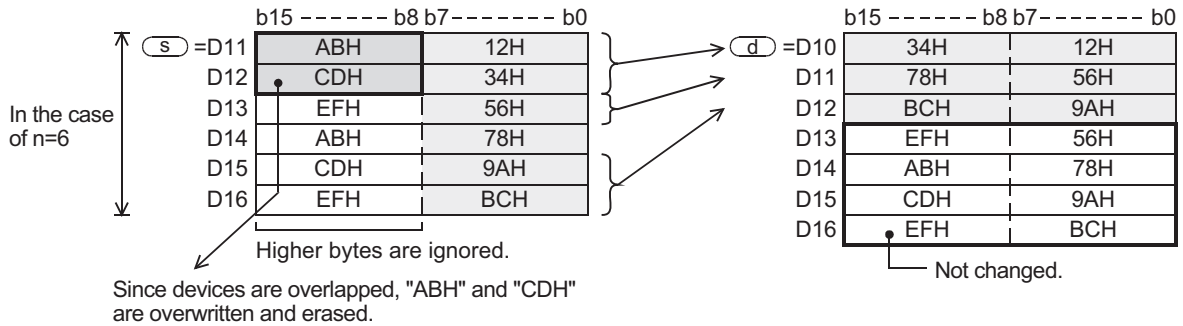 b15 ------ b8 b7------- b0
b15 ------ b8 b7------- b0
s =D11 ABH 12H
d =D10 34H 12H
D12 CDH 34H
D11 78H 56H
D13 EFH 56H
D12 BCH 9AH
In the case
of n=6
D14 ABH 78H
D13 EFH 56H
D15 CDH 9AH
D14 ABH 78H
D16 EFH BCH
D15 CDH 9AH
D16 EFH BCH
Higher bytes are ignored.
Not changed.
Since devices are overlapped, "ABH" and "CDH"
are overwritten and erased.